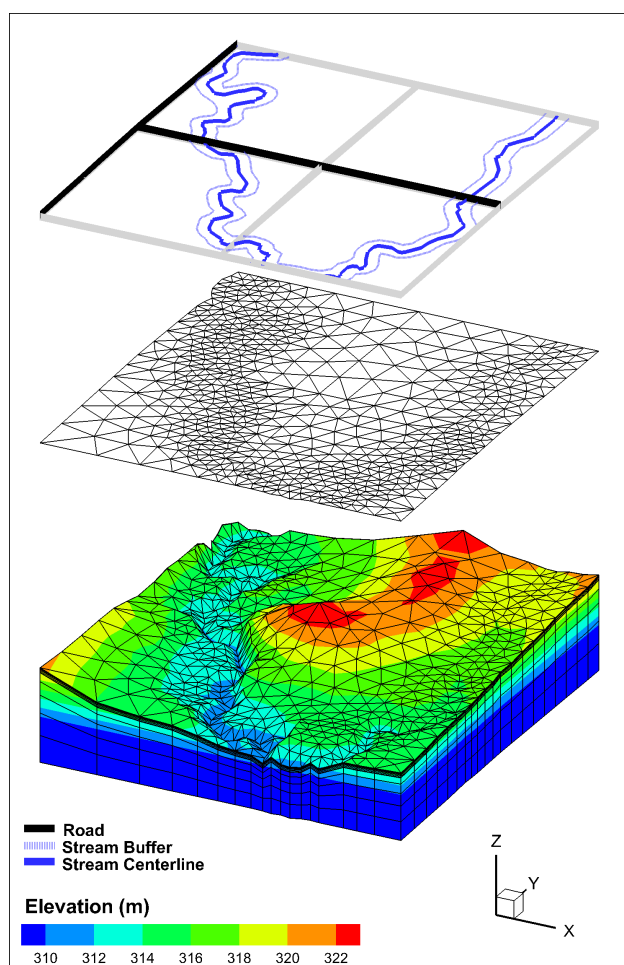 Road
Stream Buffer
Stream Centerline
Z
Y
X
Elevation (m)
310 312 314 316 318 320 322